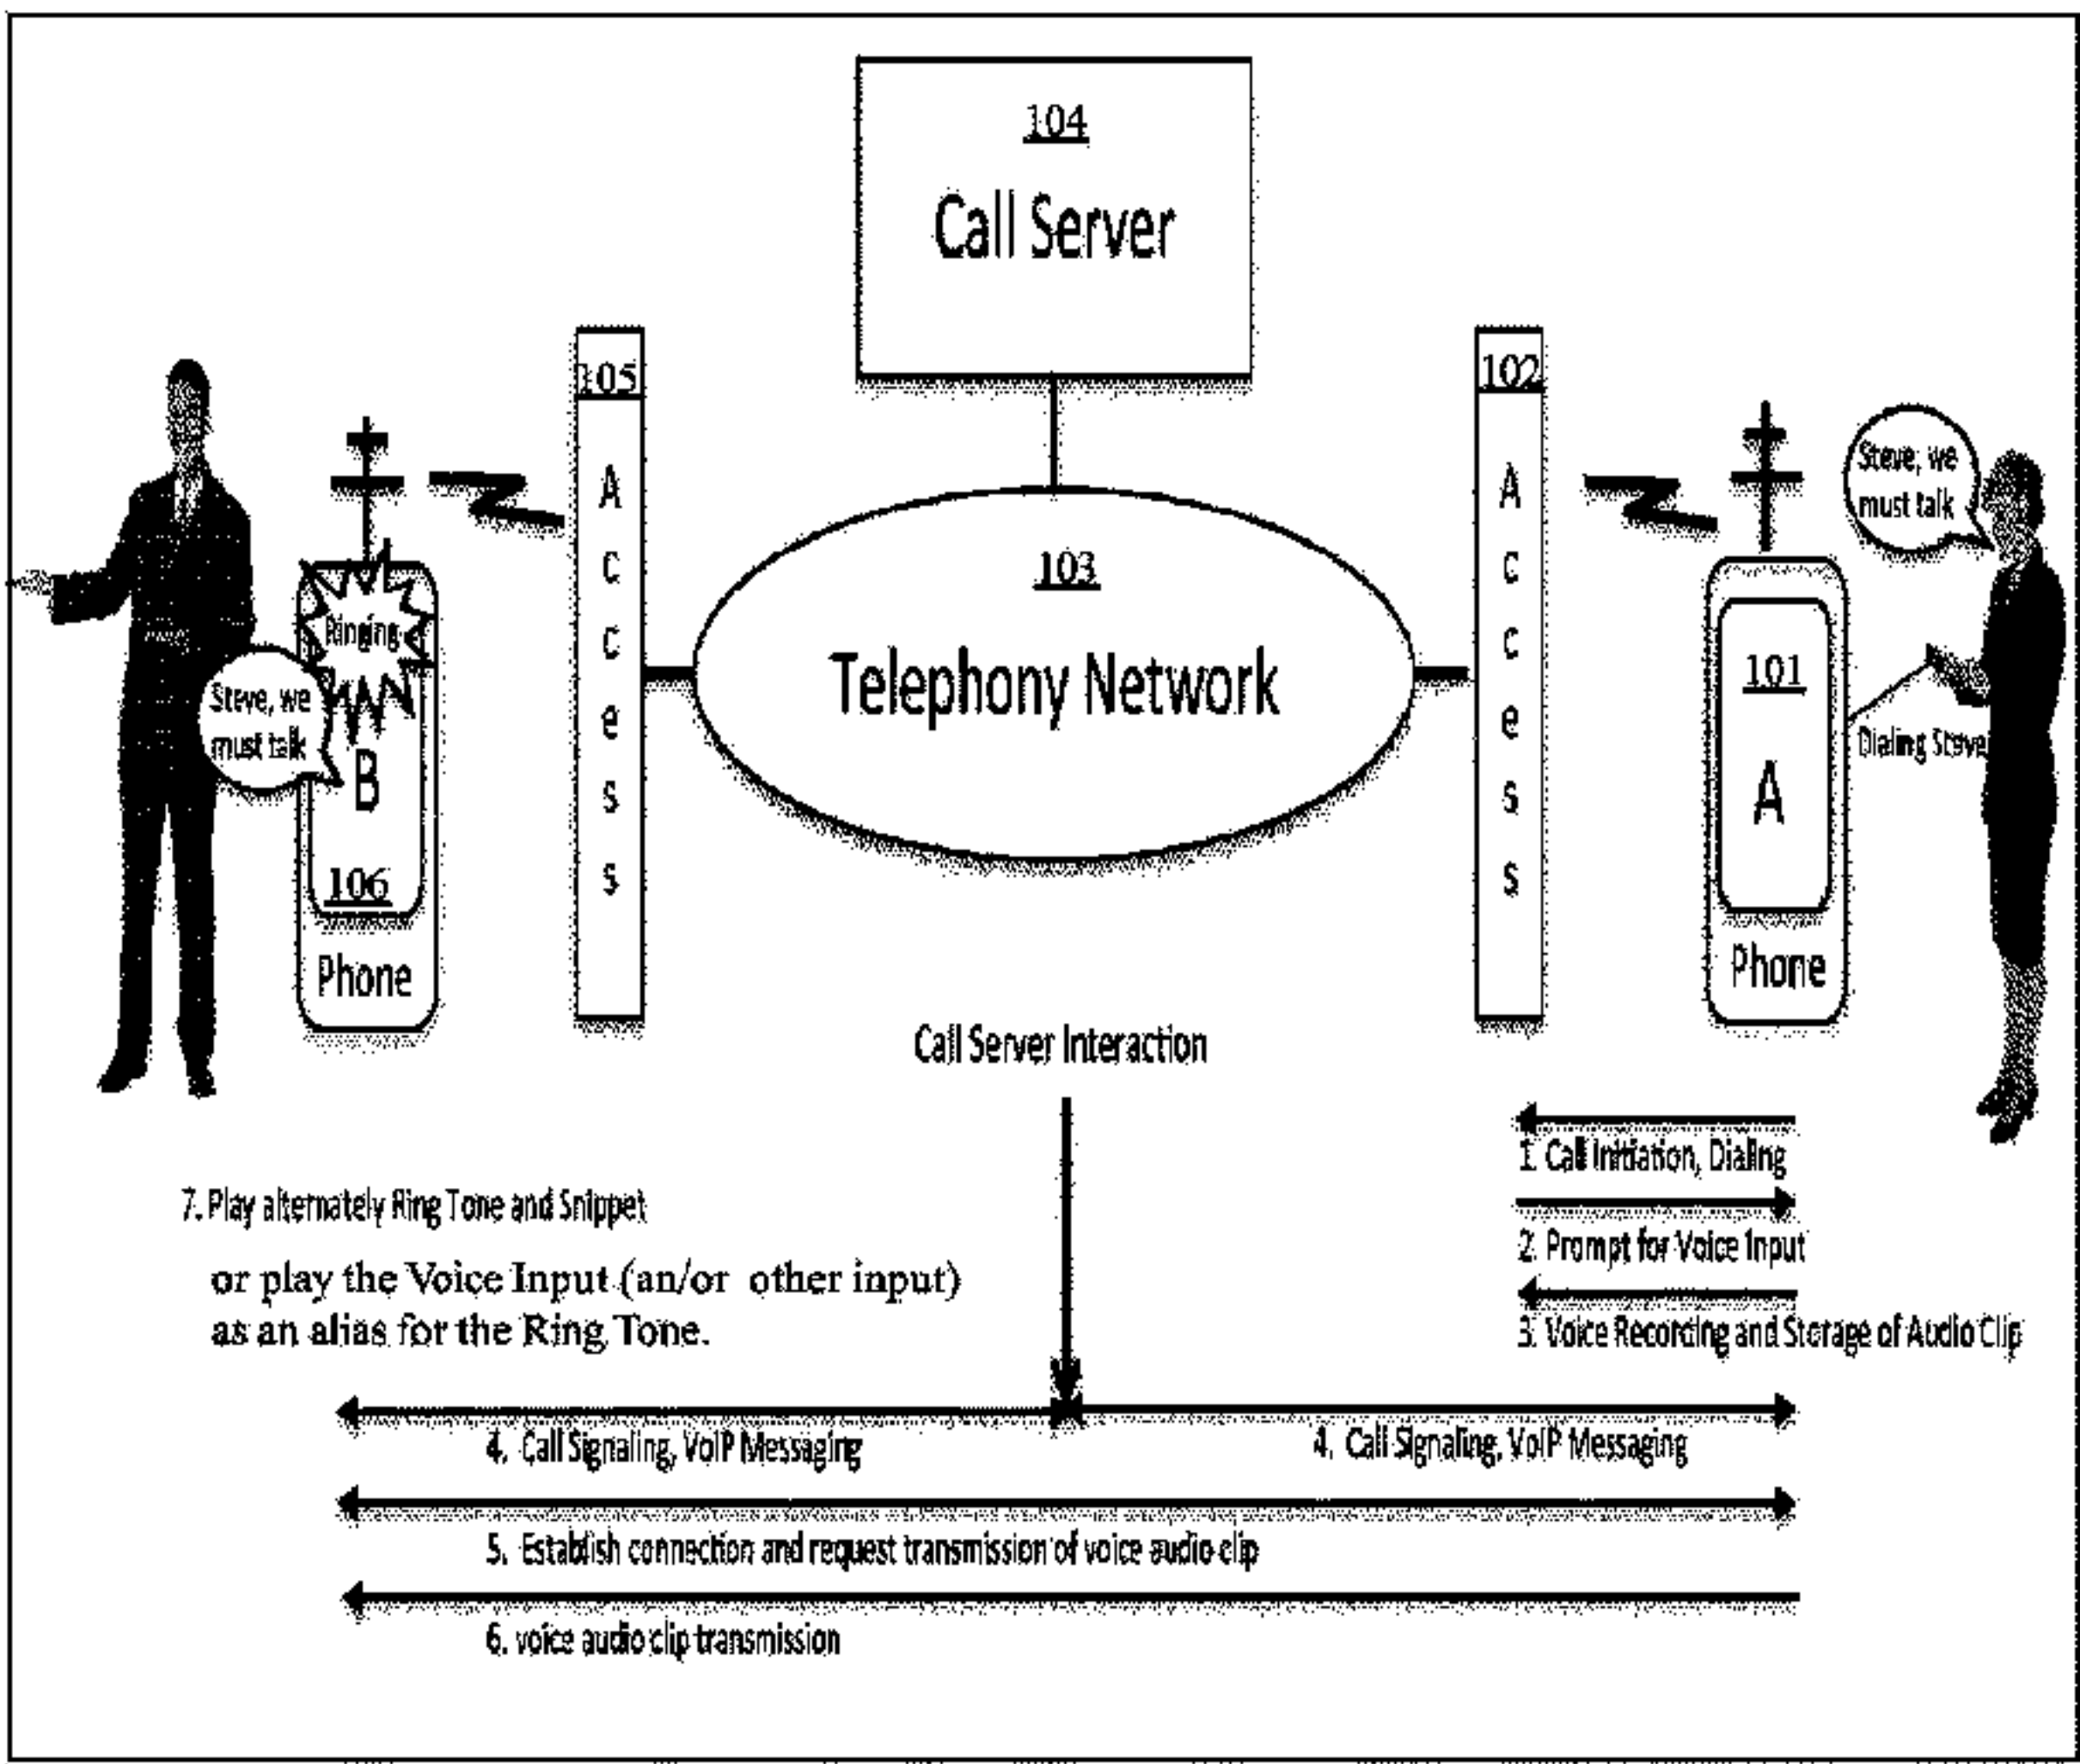 104
Call Server
105
102
A
c
c
e
s
s
A
c
c
e
s
s
Steve, we
must talk
103
Telephony Network
Ringing
Steve, we
must talk
B
106
Phone
101
A
Phone
Dialing Steve
Call Server Interaction
1. Call Initiation, Dialing
2. Prompt for Voice Input
3. Voice Recording and Storage of Audio Clip
7. Play alternately Ring Tone and Snippet
or play the Voice Input (an/or other input)
as an alias for the Ring Tone.
4. Call Signaling, VoIP Messaging
4. Call Signaling, VoIP Messaging
5. Establish connection and request transmission of voice audio clip
6. voice audio clip transmission